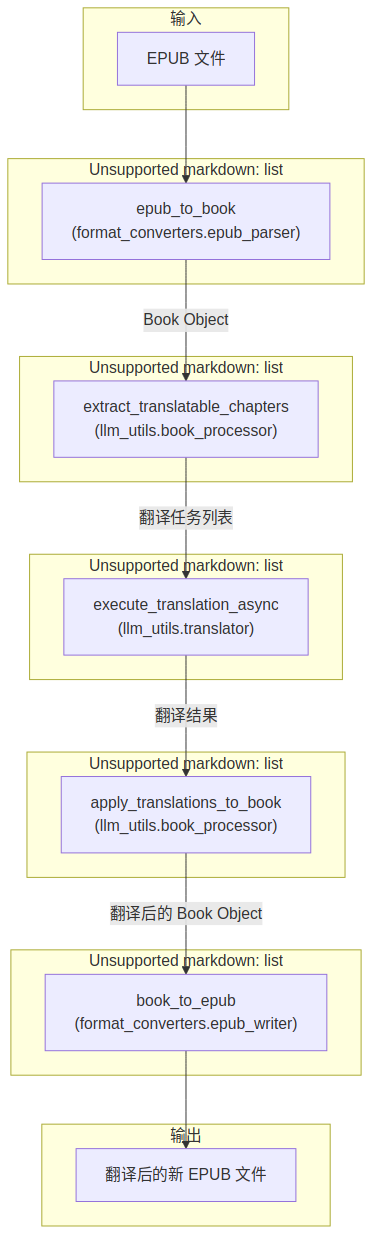 输入
EPUB 文件
Unsupported markdown: list
epub_to_book
(format_converters.epub_parser)
Book Object
Unsupported markdown: list
extract_translatable_chapters
(llm_utils.book_processor)
翻译任务列表
Unsupported markdown: list
execute_translation_async
(llm_utils.translator)
翻译结果
Unsupported markdown: list
apply_translations_to_book
(llm_utils.book_processor)
翻译后的 Book Object
Unsupported markdown: list
book_to_epub
(format_converters.epub_writer)
输出
翻译后的新 EPUB 文件